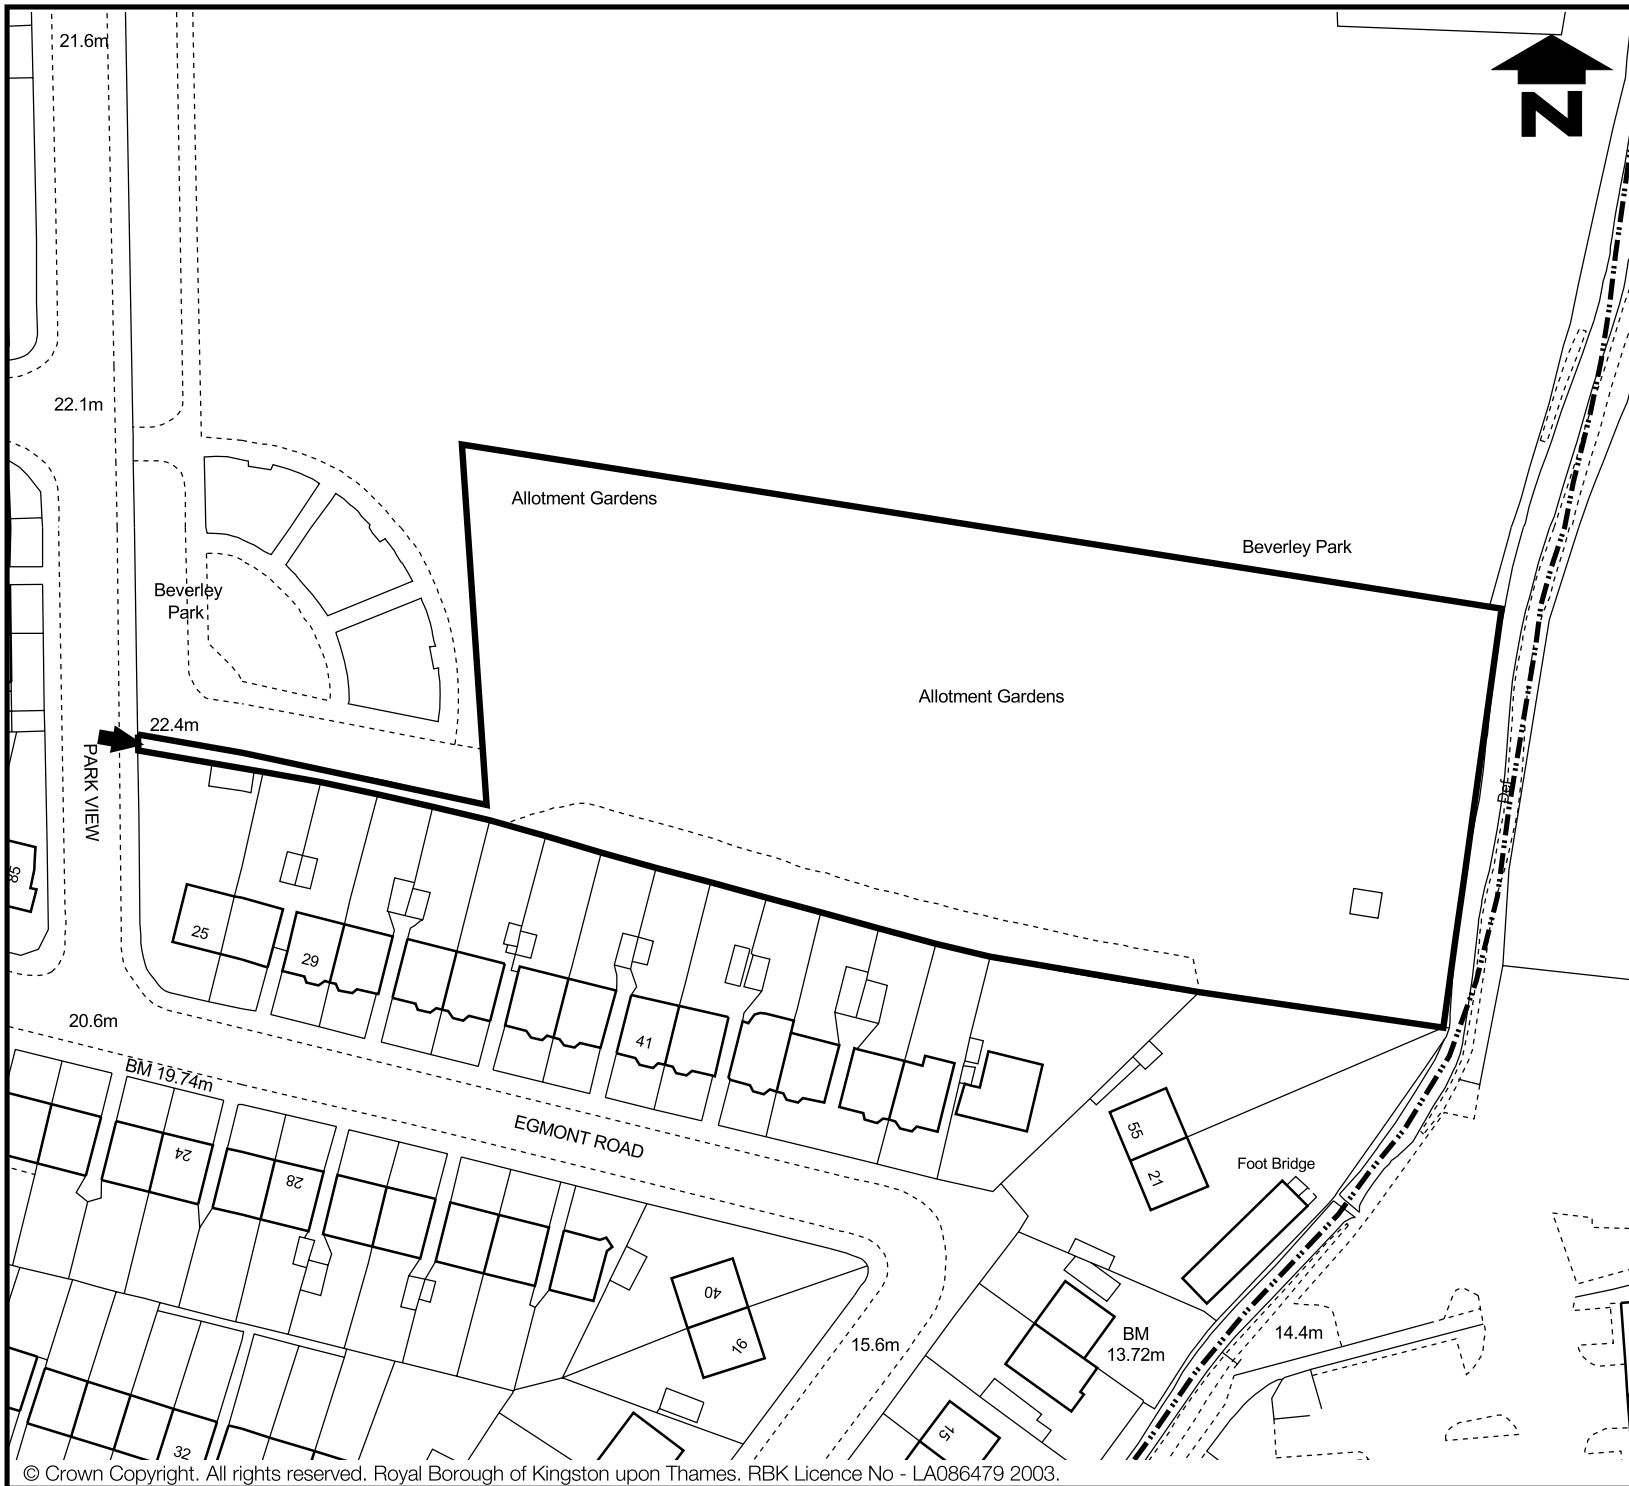 21.6m
N
22.1m
Allotment Gardens
Beverley Park
Beverley
Park
Allotment Gardens
22.4m
PARK VIEW
Def
85
25
29
41
20.6m
BM 19.74m
EGMONT ROAD
24
28
55
21
Foot Bridge
40
16
15.6m
BM
13.72m
14.4m
15
32
© Crown Copyright. All rights reserved. Royal Borough of Kingston upon Thames. RBK Licence No - LA086479 2003.